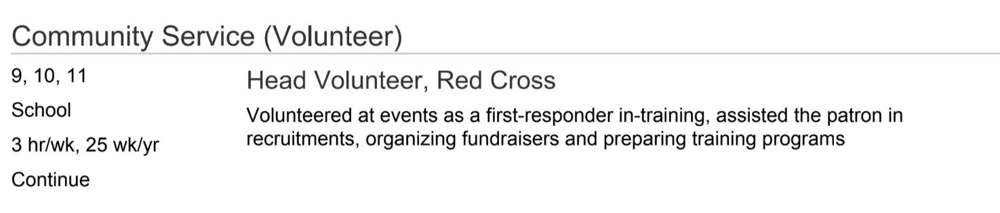 Community Service (Volunteer)
9, 10, 11
School
3 hr/wk, 25 wk/yr
Continue
Head Volunteer, Red Cross
Volunteered at events as a first-responder in-training, assisted the patron in
recruitments, organizing fundraisers and preparing training programs